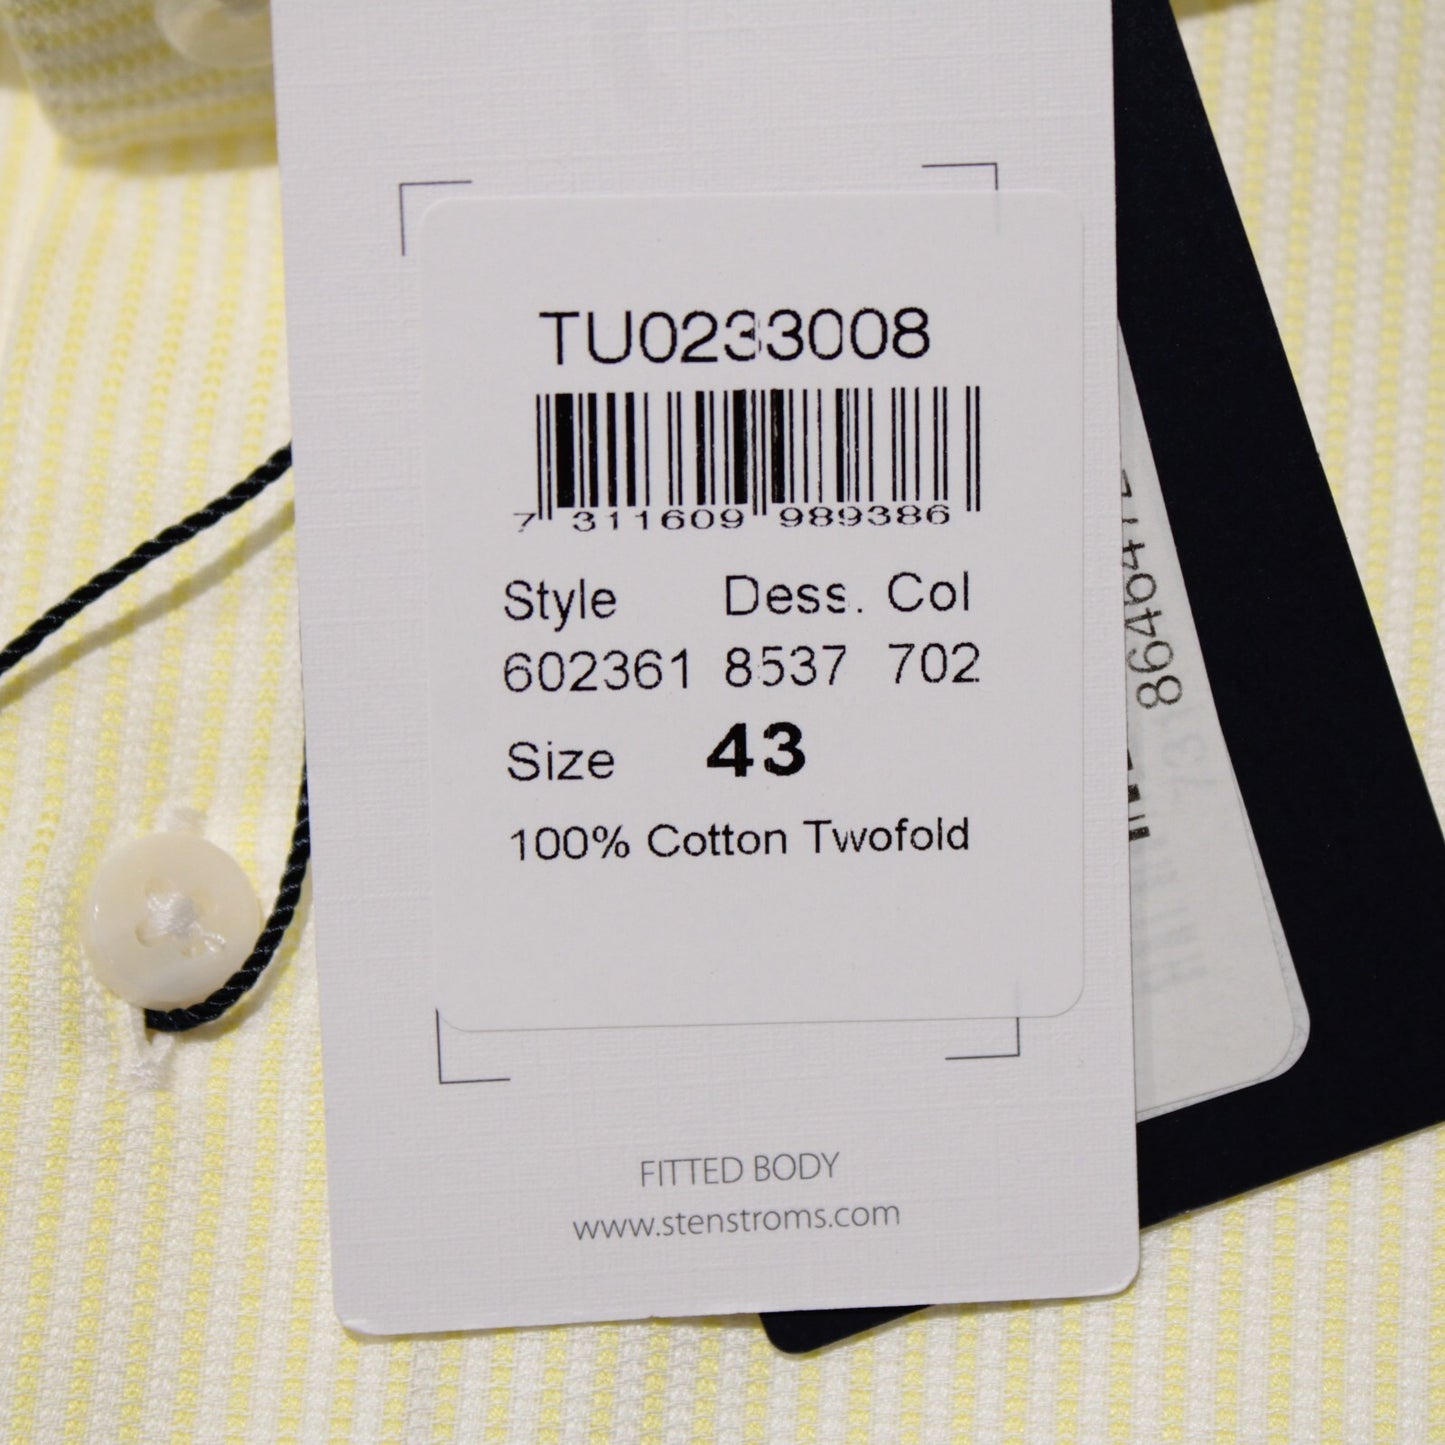 TU0233008
7 311609 989386
Style Dess. Col
602361 8537 702
Size 43
100% Cotton Twofold
FITTED BODY
www.stenstroms.com